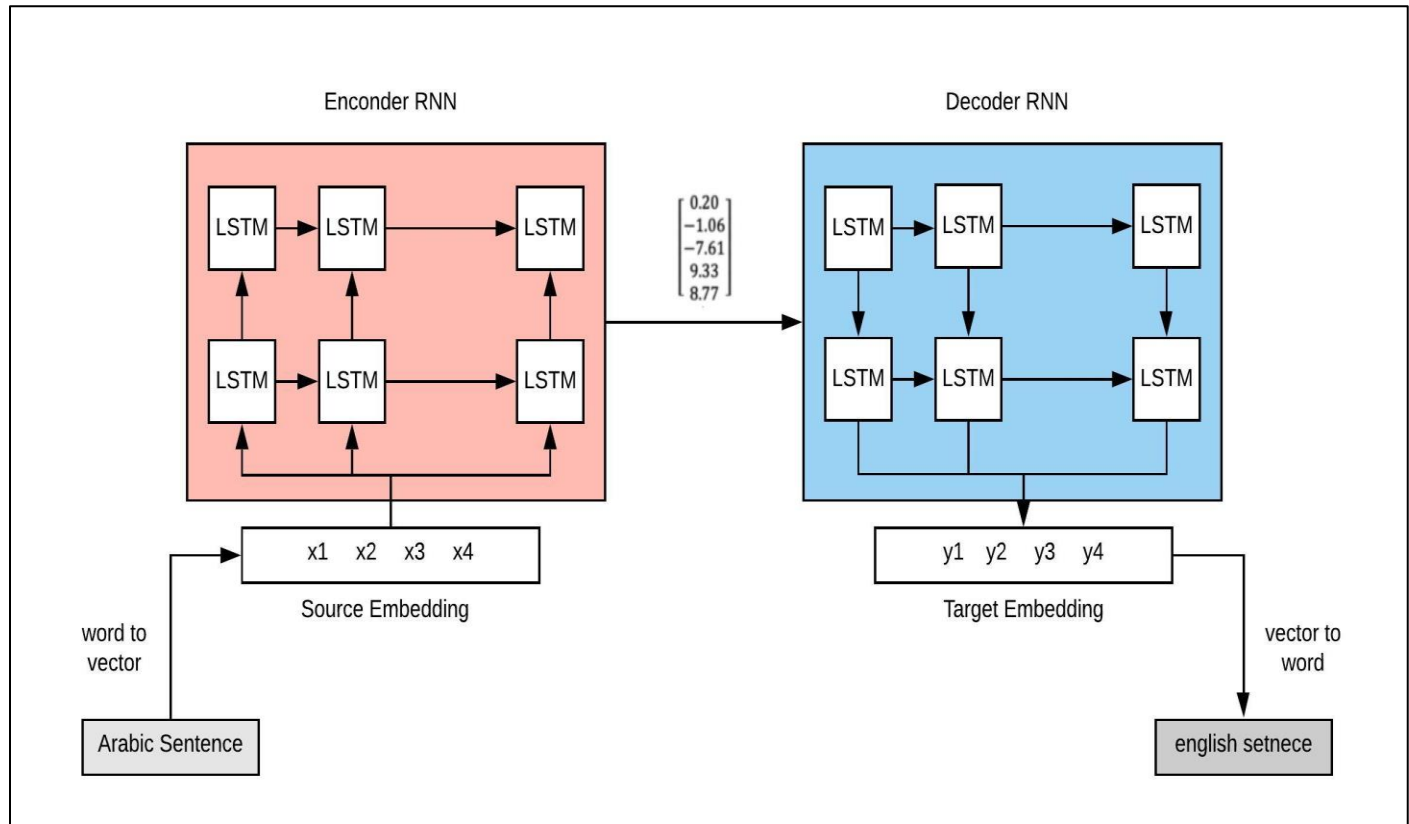 Enconder RNN
Decoder RNN
LSTM LSTM LSTM
LSTM LSTM LSTM
0.20
−1.06
−7.61
9.33
8.77
LSTM LSTM LSTM
LSTM LSTM LSTM
x1 x2 x3 x4
Source Embedding
y1 y2 y3 y4
Target Embedding
word to
vector
vector to
word
Arabic Sentence
english setnece